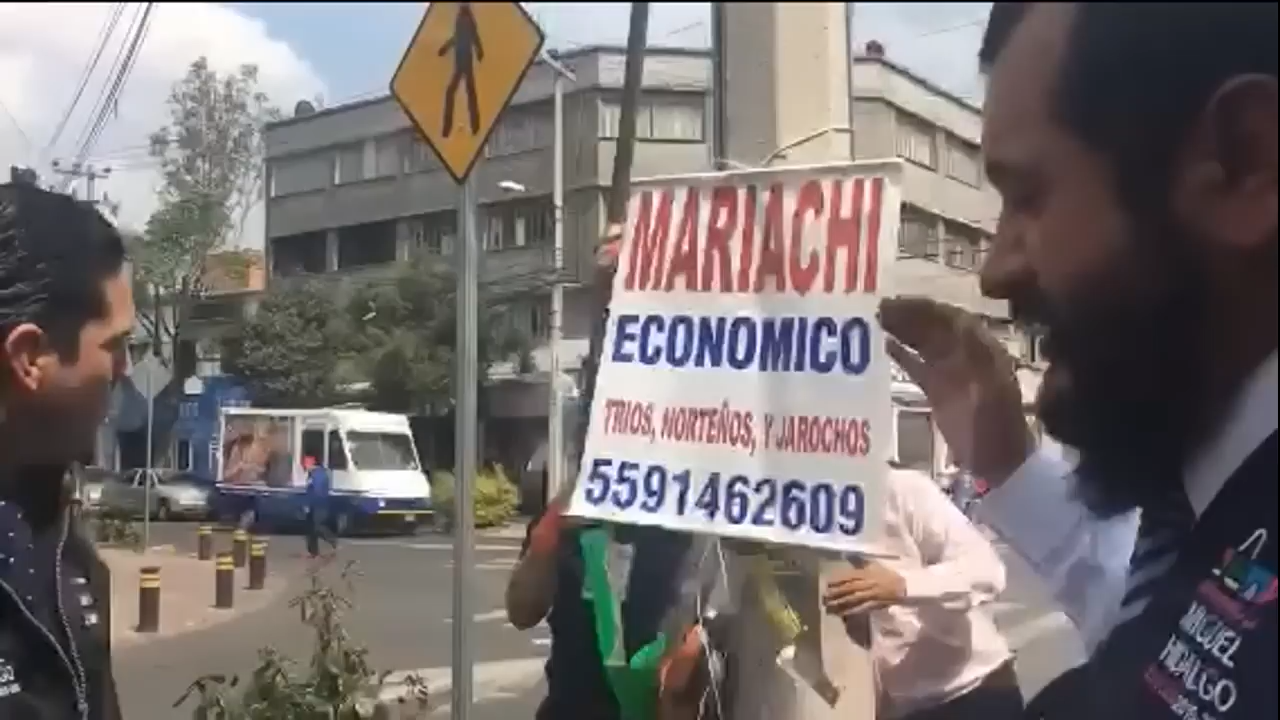 MARIACHI
ECONOMICO
TRIOS, NORTEÑOS, Y JAROCHOS
5591462609
MIGUEL
HIDALGO